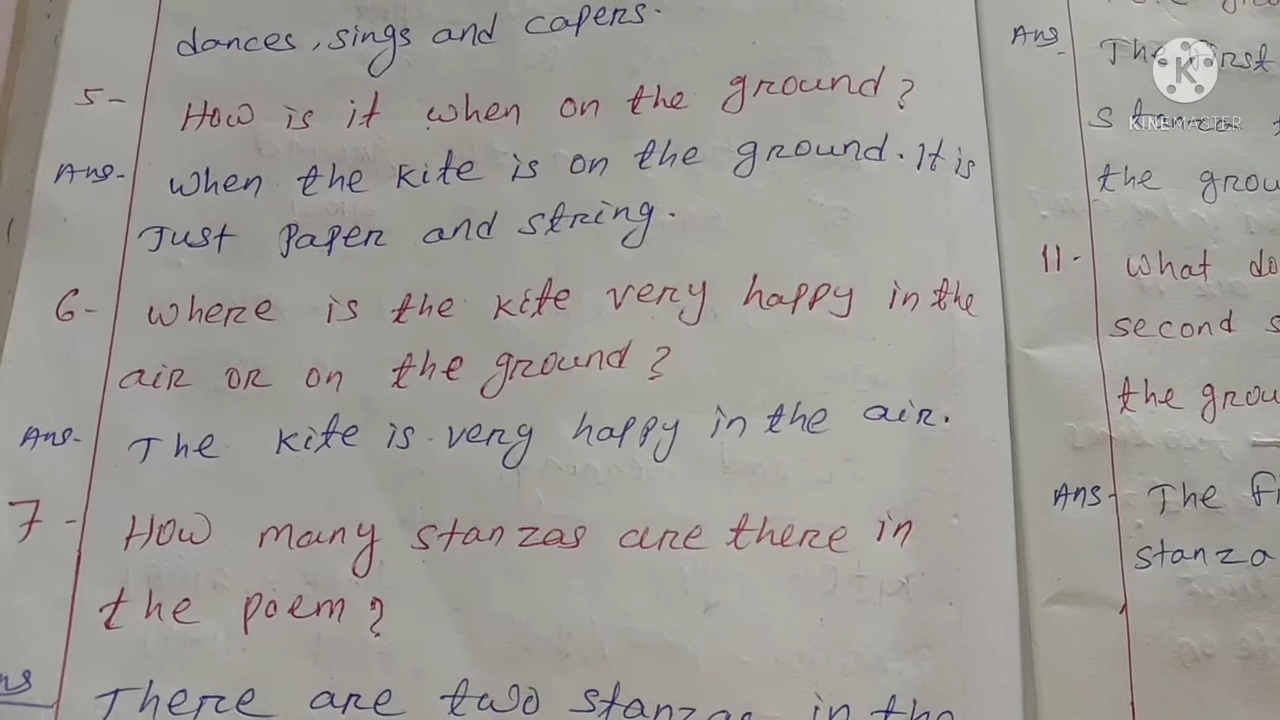 dances, sings and capers.
5- How is it when on the ground?
Ans- When the kite is on the ground. It is
Just paper and string.
6- Where is the kite very happy in the
air or on the ground?
Ans- The kite is very happy in the air.
7- How many stanzas are there in
the poem?
There are two stanzas in the
Ans
The first
stanza
the
11- What
second
the
Ans- The
stanza
KINEMASTER